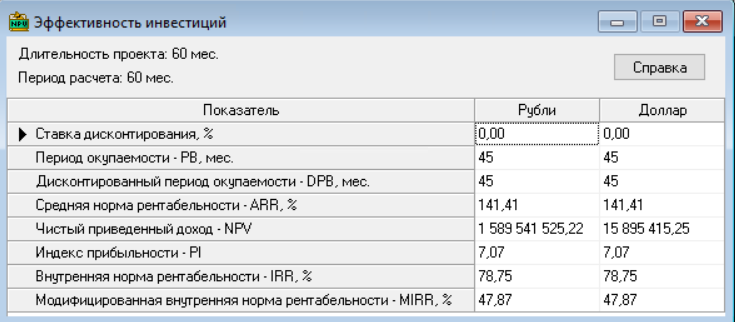 NPV Эффективность инвестиций
Длительность проекта: 60 мес.
Период расчета: 60 мес.
Справка
Показатель Рубли Доллар
Ставка дисконтирования, % 0,00 0,00
Период окупаемости - PB, мес. 45 45
Дисконтированный период окупаемости - DPB, мес. 45 45
Средняя норма рентабельности - ARR, % 141,41 141,41
Чистый приведенный доход - NPV 1 589 541 525,22 15 895 415,25
Индекс прибыльности - PI 7,07 7,07
Внутренняя норма рентабельности - IRR, % 78,75 78,75
Модифицированная внутренняя норма рентабельности - MIRR, % 47,87 47,87